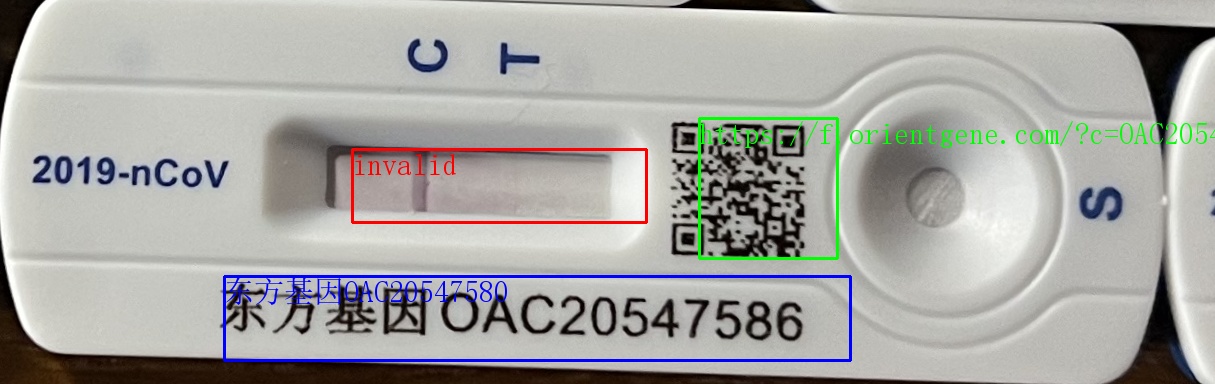 C T
2019-nCoV
invalid
https://f
orientgene.com/?c=OAC2054
S
东方基因OAC20547580
东方基因 OAC20547586